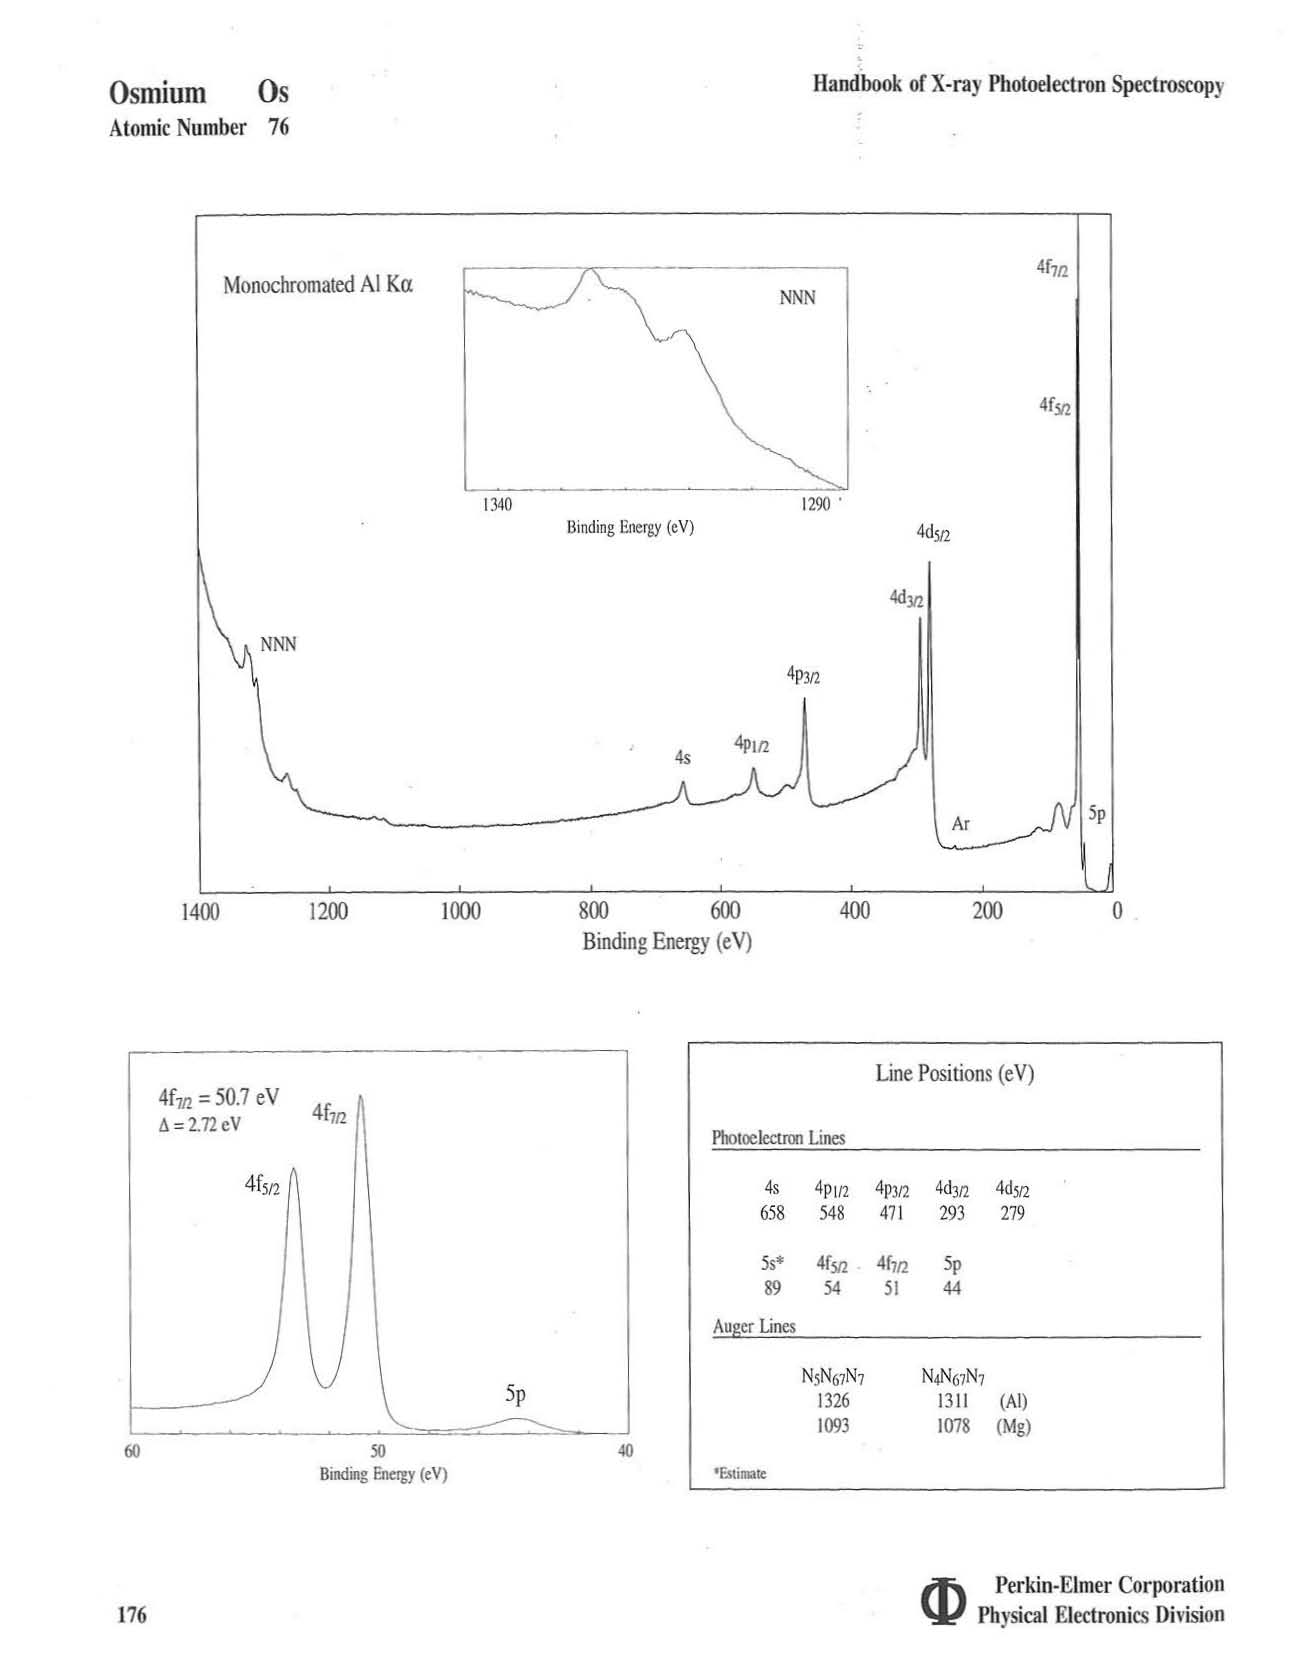 Osmium Os
Atomic Number 76
Handbook of X-ray Photoelectron Spectroscopy
Monochromated Al Kα
NNN
1340 1290
Binding Energy (eV)
4f7/2
4f5/2
4d5/2
4d3/2
NNN
4p3/2
4p1/2
4s
Ar
5p
1400 1200 1000 800 600 400 200 0
Binding Energy (eV)
4f7/2 = 50.7 eV
Δ = 2.72 eV
4f7/2
4f5/2
5p
60 50 40
Binding Energy (eV)
Line Positions (eV)
Photoelectron Lines
4s 4p1/2 4p3/2 4d3/2 4d5/2
658 548 471 293 279
5s* 4f5/2 4f7/2 5p
89 54 51 44
Auger Lines
N5N67N7 N4N67N7
1326 1311 (Al)
1093 1078 (Mg)
*Estimate
176
Perkin-Elmer Corporation
Physical Electronics Division